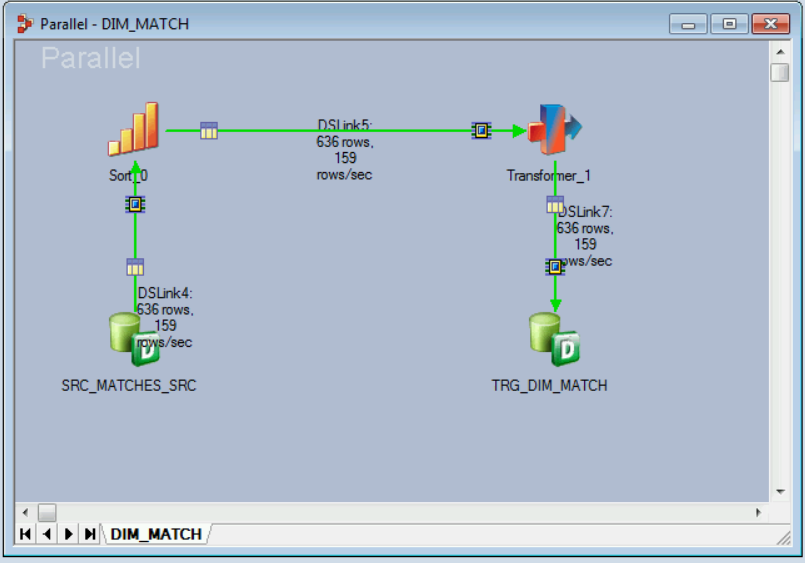 Parallel - DIM_MATCH
Parallel
DSLink5:
636 rows,
159
rows/sec
Sort_0
Transformer_1
DSLink7:
636 rows,
159
rows/sec
DSLink4:
636 rows,
159
rows/sec
D
D
SRC_MATCHES_SRC
TRG_DIM_MATCH
DIM_MATCH